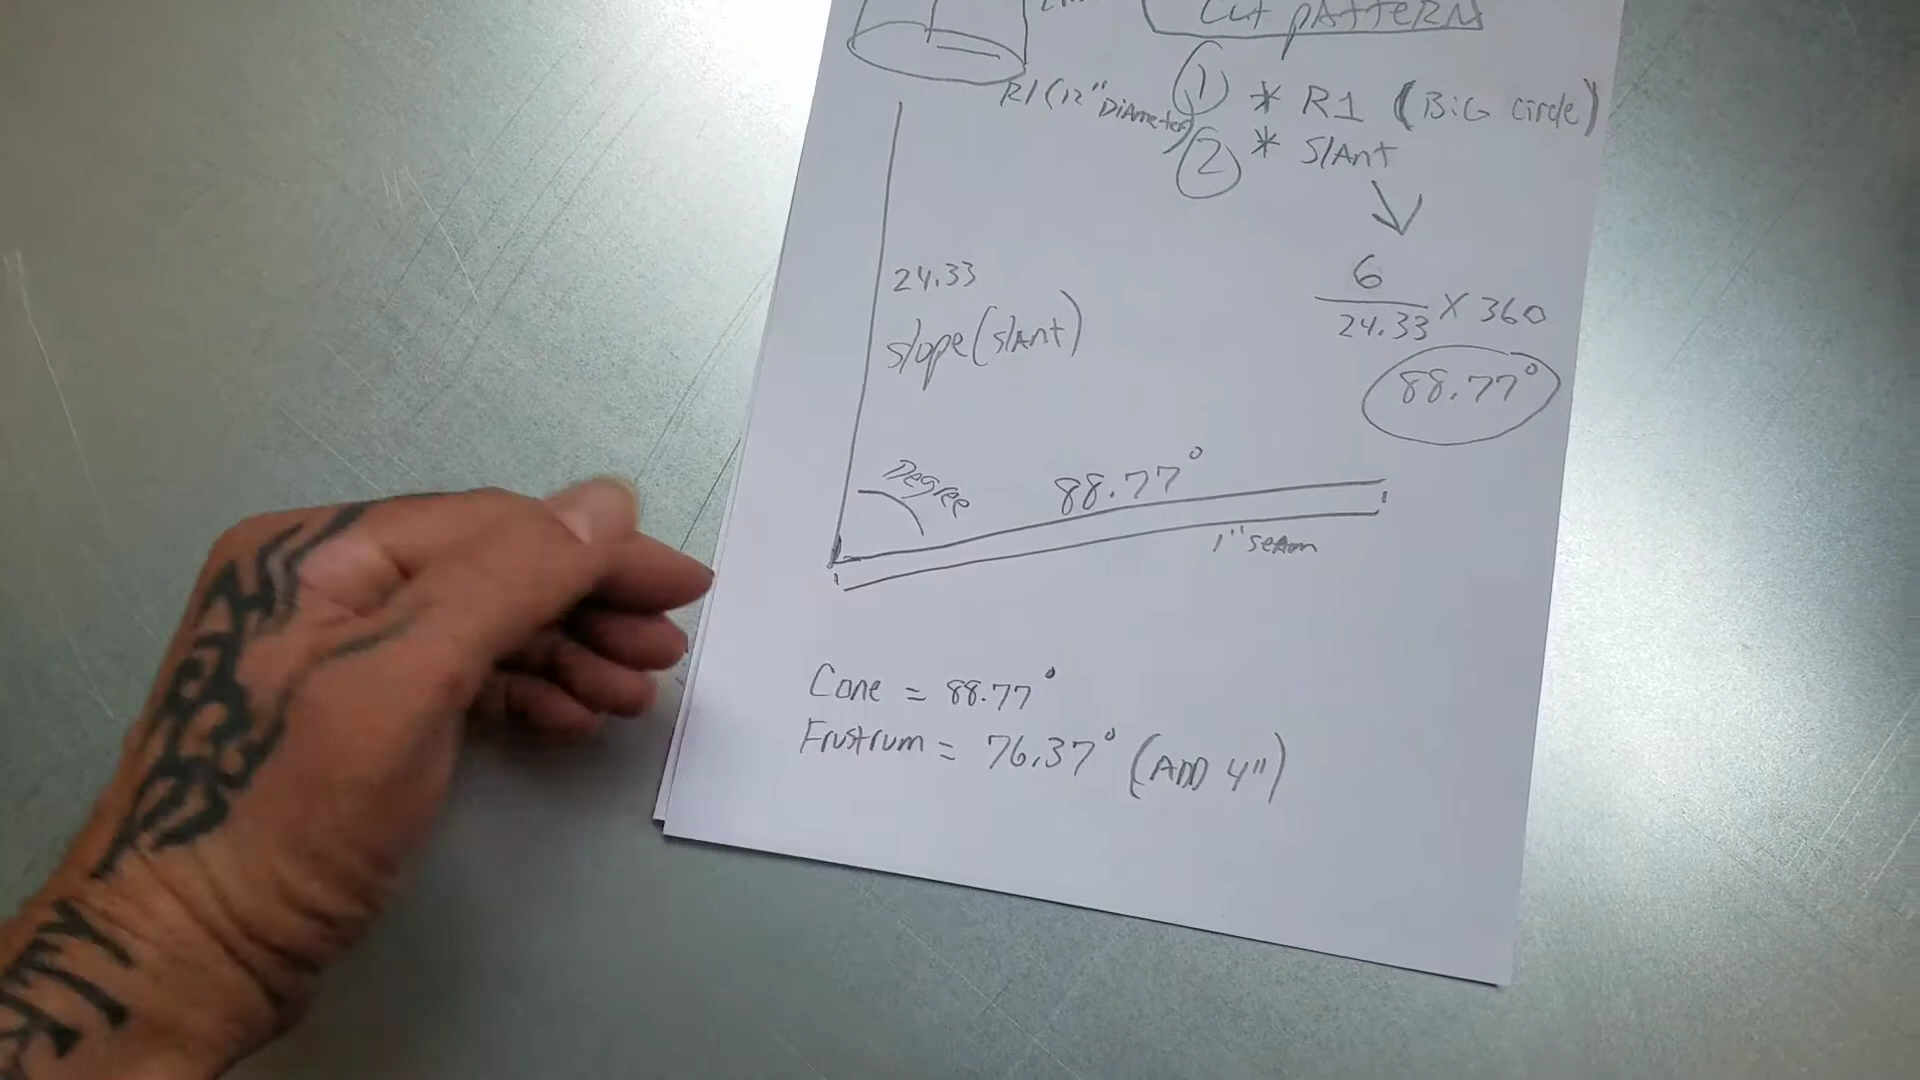 Cut pAtterns
R1 (12" DiAmeter)
1 * R1 (BiG circle)
2 * SlAnt
6
24.33 X 360
88.77°
24.33
slope (slAnt)
Degree
88.77°
1" seAm
Cone = 88.77°
Frustrum = 76.37° (ADD 4")